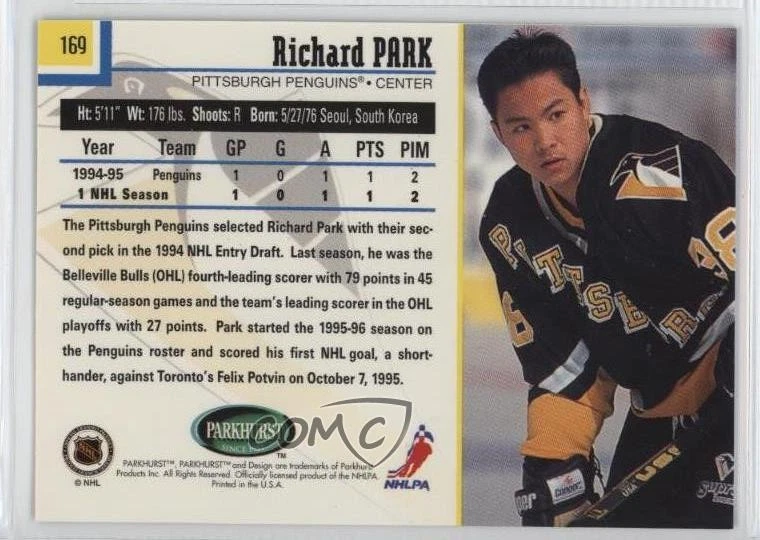 169
Richard PARK
PITTSBURGH PENGUINS® • CENTER
Ht: 5'11" Wt: 176 lbs. Shoots: R Born: 5/27/76 Seoul, South Korea
Year Team GP G A PTS PIM
1994-95 Penguins 1 0 1 1 2
1 NHL Season 1 0 1 1 2
The Pittsburgh Penguins selected Richard Park with their sec-
ond pick in the 1994 NHL Entry Draft. Last season, he was the
Belleville Bulls (OHL) fourth-leading scorer with 79 points in 45
regular-season games and the team's leading scorer in the OHL
playoffs with 27 points. Park started the 1995-96 season on
the Penguins roster and scored his first NHL goal, a short-
hander, against Toronto's Felix Potvin on October 7, 1995.
NHL
© NHL
PARKHURST
SINCE
™
COMC
PARKHURST™, PARKHURST™ and Design are trademarks of Parkhurst
Products Inc. All Rights Reserved. Officially licensed product of the NHLPA.
Printed in the U.S.A.
NHLPA
PITTSBURGH